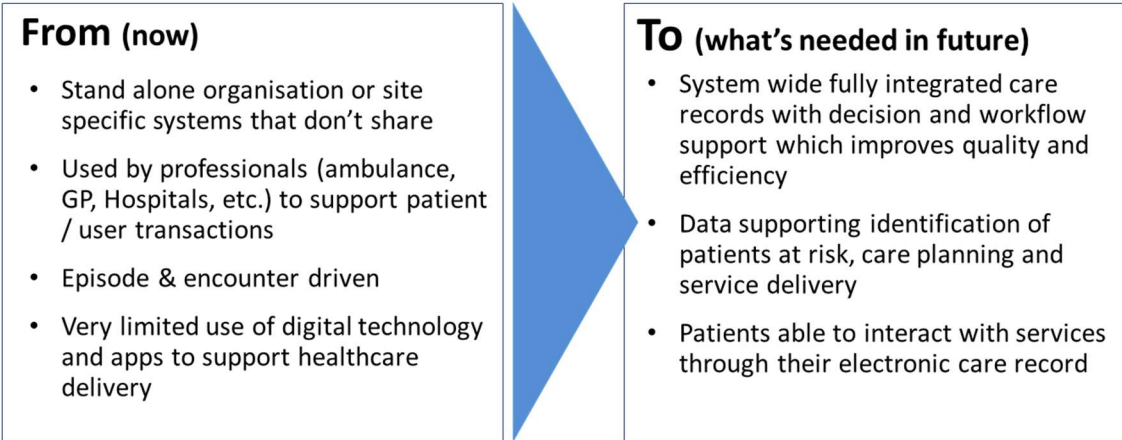 From (now)
• Stand alone organisation or site
specific systems that don't share
• Used by professionals (ambulance,
GP, Hospitals, etc.) to support patient
/ user transactions
• Episode & encounter driven
• Very limited use of digital technology
and apps to support healthcare
delivery
To (what's needed in future)
• System wide fully integrated care
records with decision and workflow
support which improves quality and
efficiency
• Data supporting identification of
patients at risk, care planning and
service delivery
• Patients able to interact with services
through their electronic care record